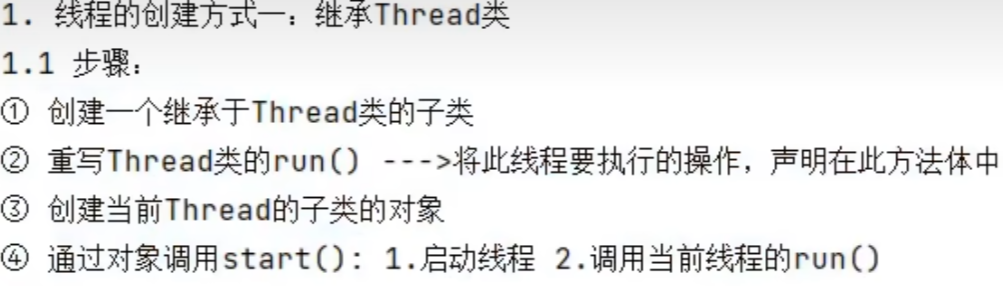 1. 线程的创建方式一：继承Thread类
1.1 步骤：
① 创建一个继承于Thread类的子类
② 重写Thread类的run() --->将此线程要执行的操作，声明在此方法体中
③ 创建当前Thread的子类的对象
④ 通过对象调用start(): 1.启动线程 2.调用当前线程的run()